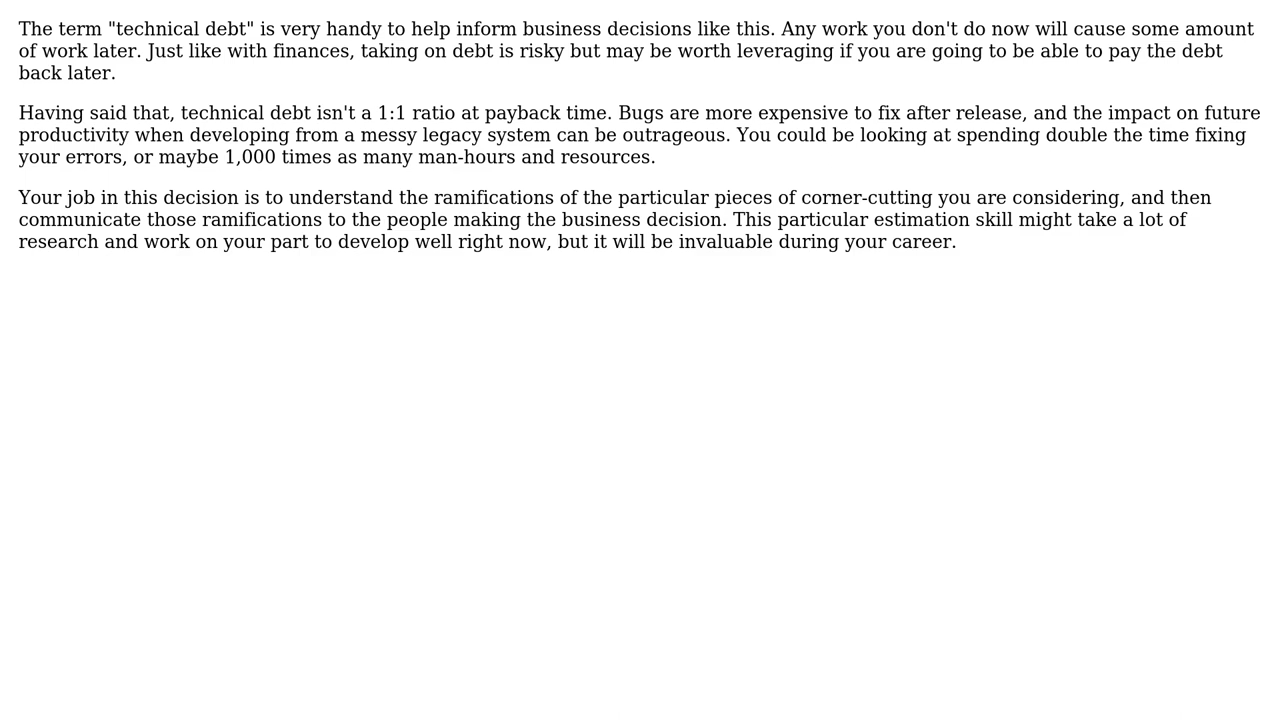 The term "technical debt" is very handy to help inform business decisions like this. Any work you don't do now will cause some amount
of work later. Just like with finances, taking on debt is risky but may be worth leveraging if you are going to be able to pay the debt
back later.
Having said that, technical debt isn't a 1:1 ratio at payback time. Bugs are more expensive to fix after release, and the impact on future
productivity when developing from a messy legacy system can be outrageous. You could be looking at spending double the time fixing
your errors, or maybe 1,000 times as many man-hours and resources.
Your job in this decision is to understand the ramifications of the particular pieces of corner-cutting you are considering, and then
communicate those ramifications to the people making the business decision. This particular estimation skill might take a lot of
research and work on your part to develop well right now, but it will be invaluable during your career.